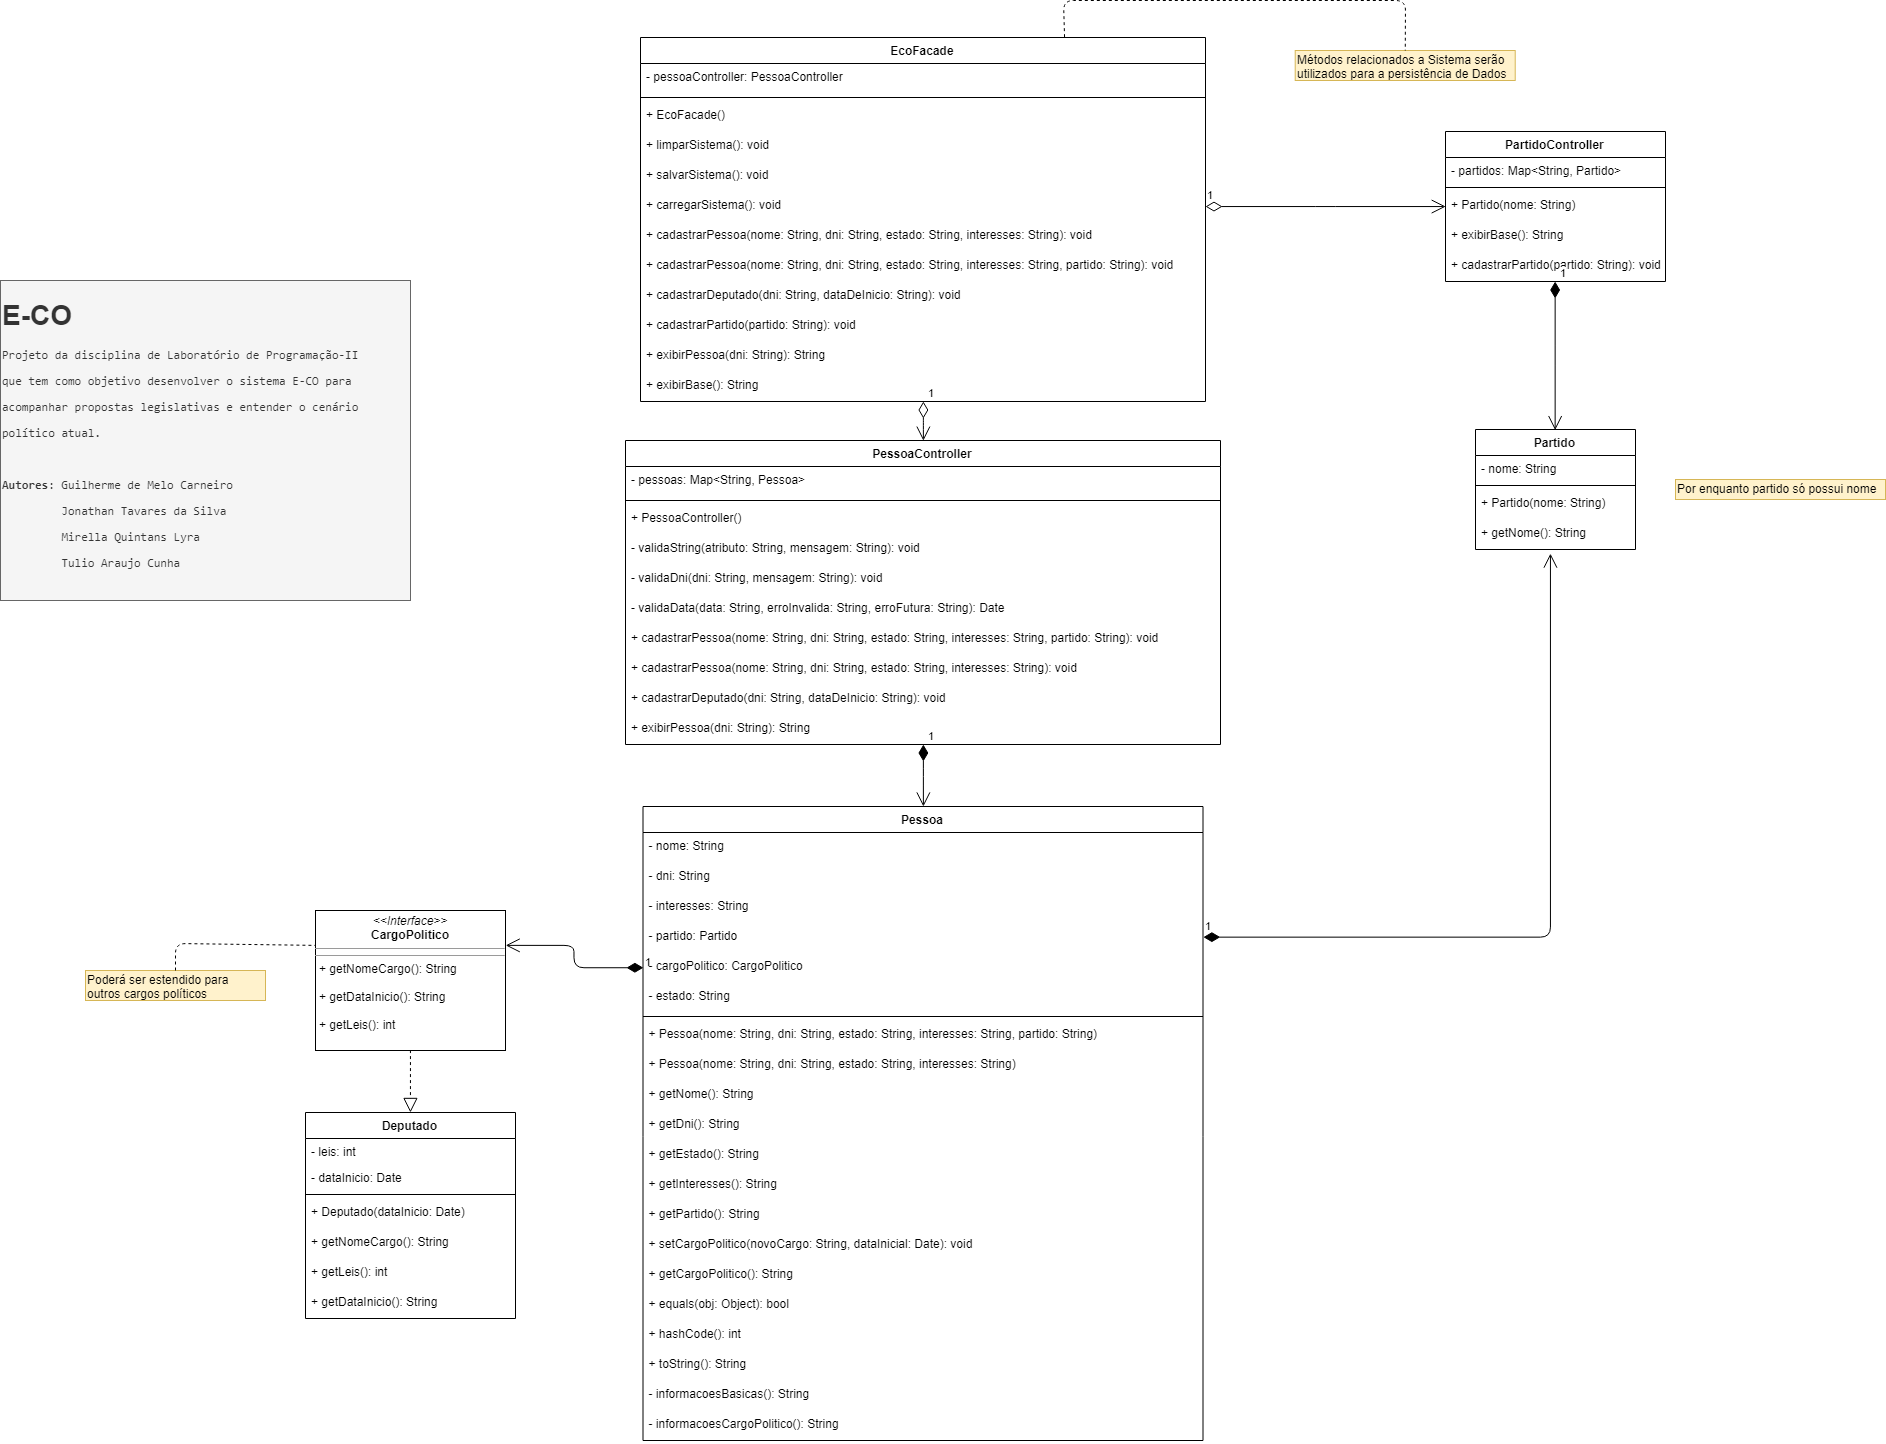 EcoFacade
- pessoaController: PessoaController
+ EcoFacade()
+ limparSistema(): void
+ salvarSistema(): void
+ carregarSistema(): void
+ cadastrarPessoa(nome: String, dni: String, estado: String, interesses: String): void
+ cadastrarPessoa(nome: String, dni: String, estado: String, interesses: String, partido: String): void
+ cadastrarDeputado(dni: String, dataDeInicio: String): void
+ cadastrarPartido(partido: String): void
+ exibirPessoa(dni: String): String
+ exibirBase(): String
1
1
Métodos relacionados a Sistema serão
utilizados para a persistência de Dados
PartidoController
- partidos: Map<String, Partido>
+ Partido(nome: String)
+ exibirBase(): String
+ cadastrarPartido(partido: String): void
1
E-CO
Projeto da disciplina de Laboratório de Programação-II
que tem como objetivo desenvolver o sistema E-CO para
acompanhar propostas legislativas e entender o cenário
político atual.
Autores: Guilherme de Melo Carneiro
Jonathan Tavares da Silva
Mirella Quintans Lyra
Tulio Araujo Cunha
PessoaController
- pessoas: Map<String, Pessoa>
+ PessoaController()
- validaString(atributo: String, mensagem: String): void
- validaDni(dni: String, mensagem: String): void
- validaData(data: String, erroInvalida: String, erroFutura: String): Date
+ cadastrarPessoa(nome: String, dni: String, estado: String, interesses: String, partido: String): void
+ cadastrarPessoa(nome: String, dni: String, estado: String, interesses: String): void
+ cadastrarDeputado(dni: String, dataDeInicio: String): void
+ exibirPessoa(dni: String): String
1
Partido
- nome: String
+ Partido(nome: String)
+ getNome(): String
Por enquanto partido só possui nome
Pessoa
- nome: String
- dni: String
- interesses: String
- partido: Partido
- cargoPolitico: CargoPolitico
- estado: String
1
1
+ Pessoa(nome: String, dni: String, estado: String, interesses: String, partido: String)
+ Pessoa(nome: String, dni: String, estado: String, interesses: String)
+ getNome(): String
+ getDni(): String
+ getEstado(): String
+ getInteresses(): String
+ getPartido(): String
+ setCargoPolitico(novoCargo: String, dataInicial: Date): void
+ getCargoPolitico(): String
+ equals(obj: Object): bool
+ hashCode(): int
+ toString(): String
- informacoesBasicas(): String
- informacoesCargoPolitico(): String
<<Interface>>
CargoPolitico
+ getNomeCargo(): String
+ getDataInicio(): String
+ getLeis(): int
Poderá ser estendido para
outros cargos políticos
Deputado
- leis: int
- dataInicio: Date
+ Deputado(dataInicio: Date)
+ getNomeCargo(): String
+ getLeis(): int
+ getDataInicio(): String